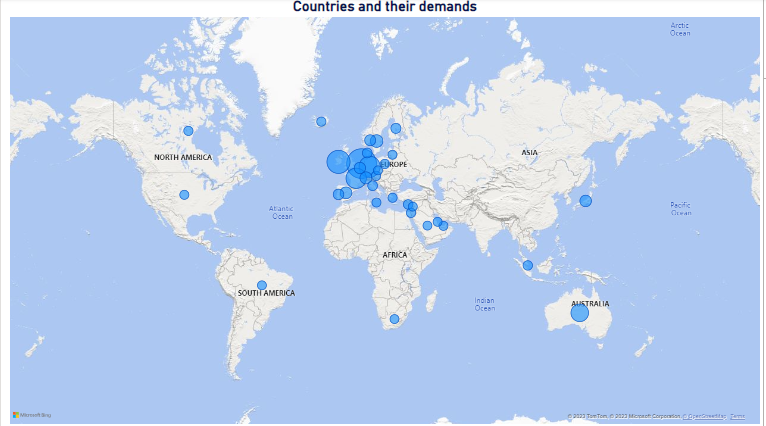 Countries and their demands
Arctic
Ocean
NORTH AMERICA
EUROPE
ASIA
Atlantic
Ocean
Pacific
Ocean
AFRICA
SOUTH AMERICA
Indian
Ocean
AUSTRALIA
Microsoft Bing
© 2023 TomTom, © 2023 Microsoft Corporation, © OpenStreetMap Terms